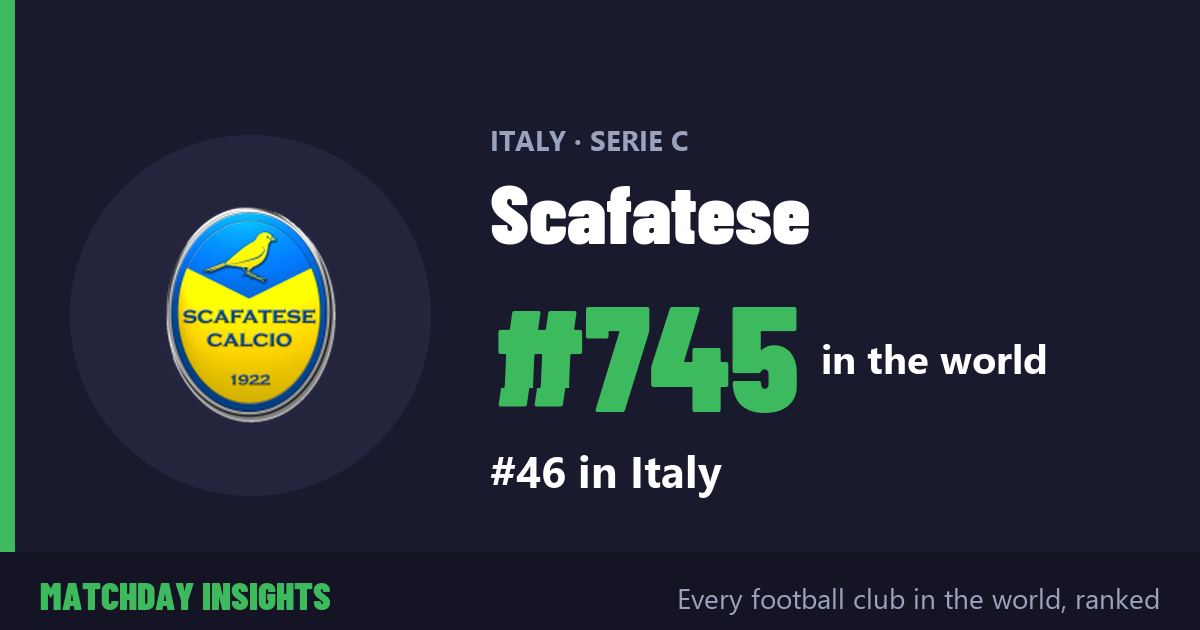 ITALY · SERIE C
Scafatese
SCAFATESE
CALCIO
1922
#745 in the world
#46 in Italy
MATCHDAY INSIGHTS
Every football club in the world, ranked